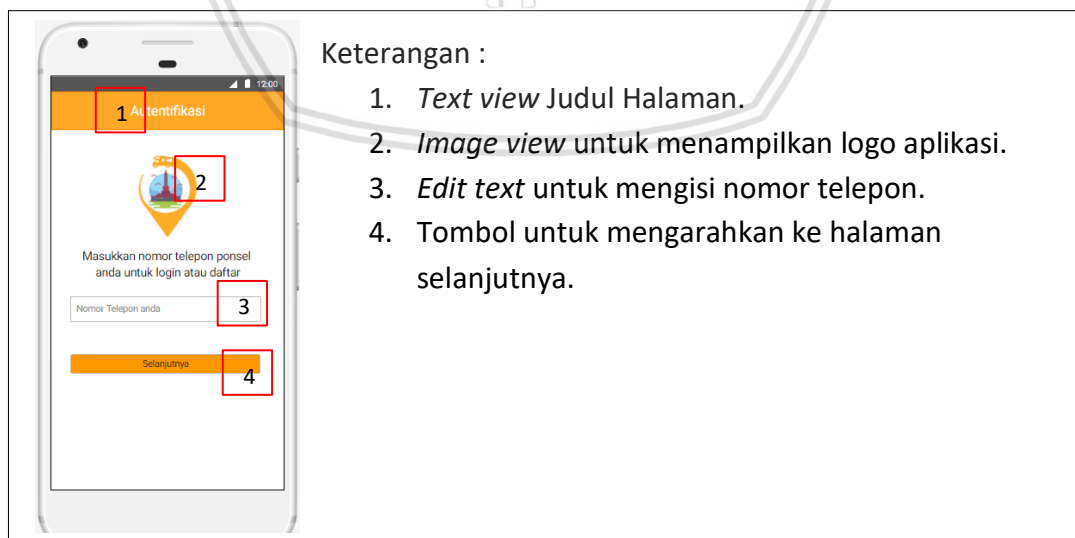 12:00
1
Autentifikasi
2
Masukkan nomor telepon ponsel
anda untuk login atau daftar
Nomor Telepon anda
3
Selanjutnya
4
Keterangan :
1. Text view Judul Halaman.
2. Image view untuk menampilkan logo aplikasi.
3. Edit text untuk mengisi nomor telepon.
4. Tombol untuk mengarahkan ke halaman
selanjutnya.